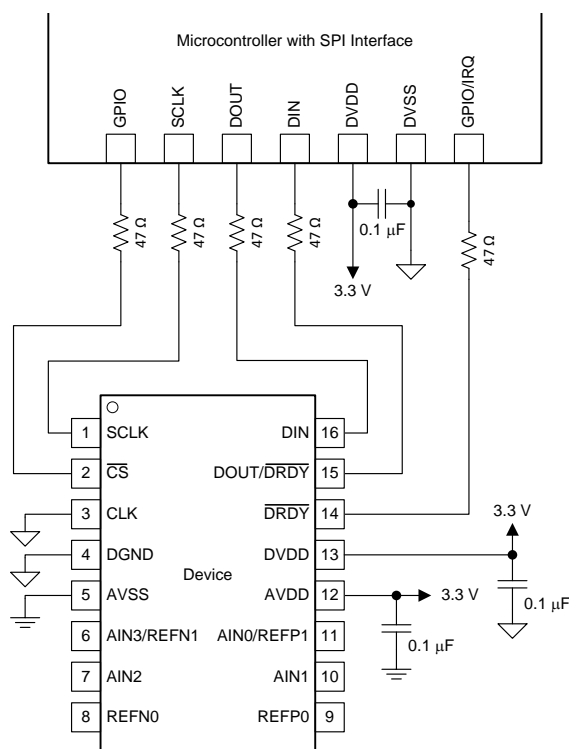 Microcontroller with SPI Interface
GPIO
SCLK
DOUT
DIN
DVDD
DVSS
GPIO/IRQ
47 Ω
47 Ω
47 Ω
47 Ω
0.1 μF
47 Ω
3.3 V
1 SCLK DIN 16
2 CS DOUT/DRDY 15
3 CLK DRDY 14
3.3 V
4 DGND DVDD 13
Device
5 AVSS AVDD 12 3.3 V
0.1 μF
6 AIN3/REFN1 AIN0/REFP1 11
0.1 μF
7 AIN2 AIN1 10
8 REFN0 REFP0 9